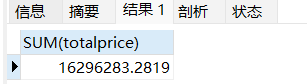 信息 摘要 结果 1 剖析 状态
SUM(totalprice)
16296283.2819